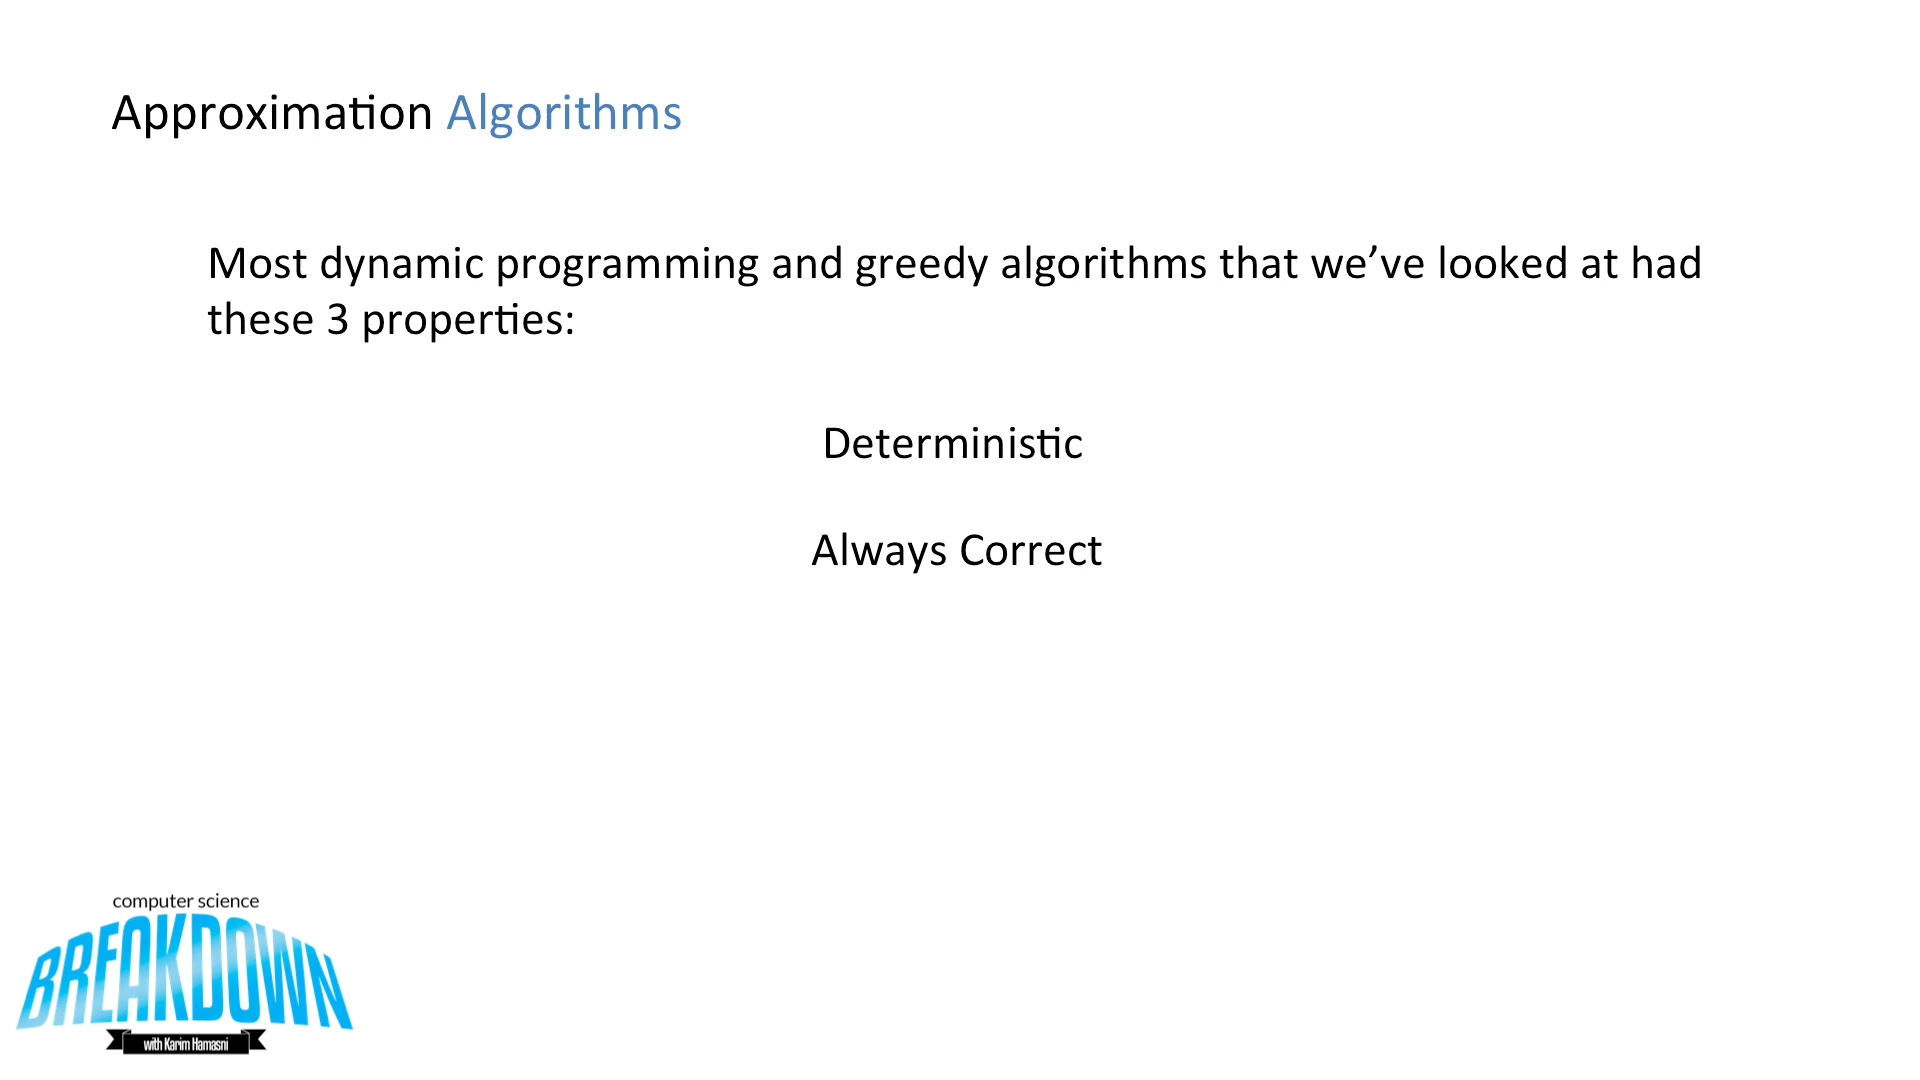 Approximation Algorithms
Most dynamic programming and greedy algorithms that we’ve looked at had
these 3 properties:
Deterministic
Always Correct
computer science
BREAKDOWN
with Karim Hamasni